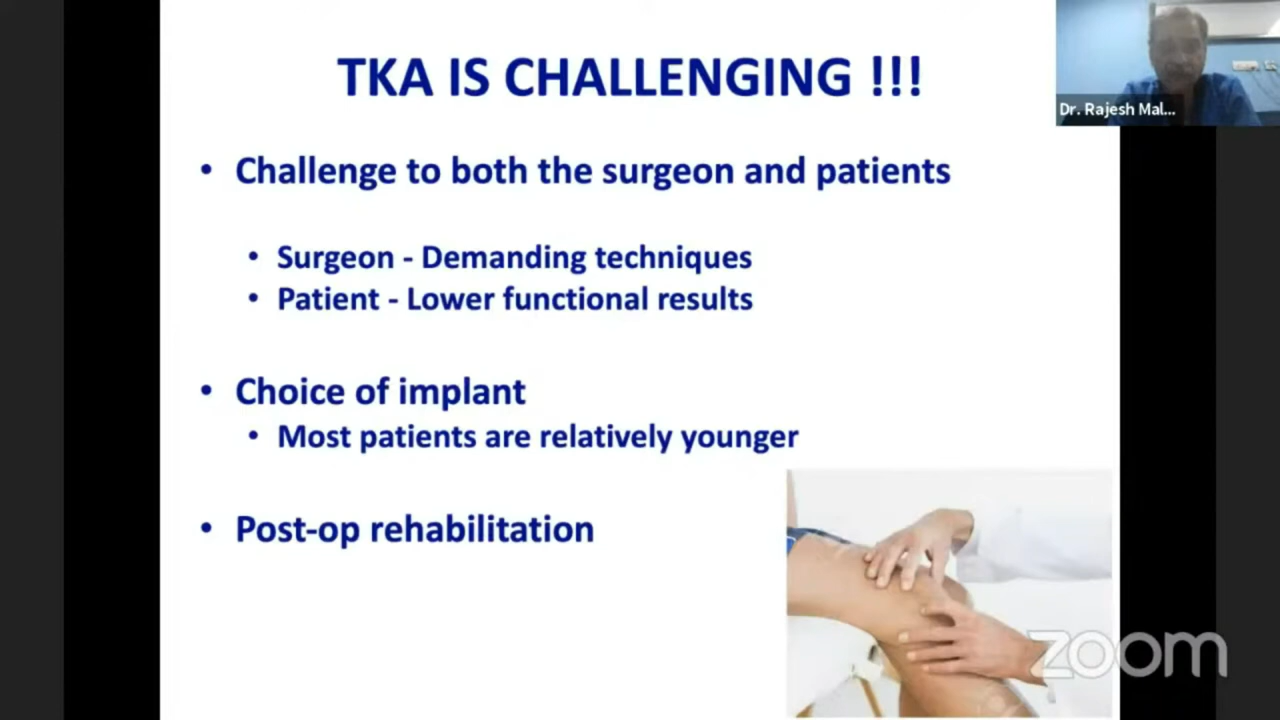 TKA IS CHALLENGING !!!
Dr. Rajesh Mal...
• Challenge to both the surgeon and patients
• Surgeon - Demanding techniques
• Patient - Lower functional results
• Choice of implant
• Most patients are relatively younger
• Post-op rehabilitation
zoom